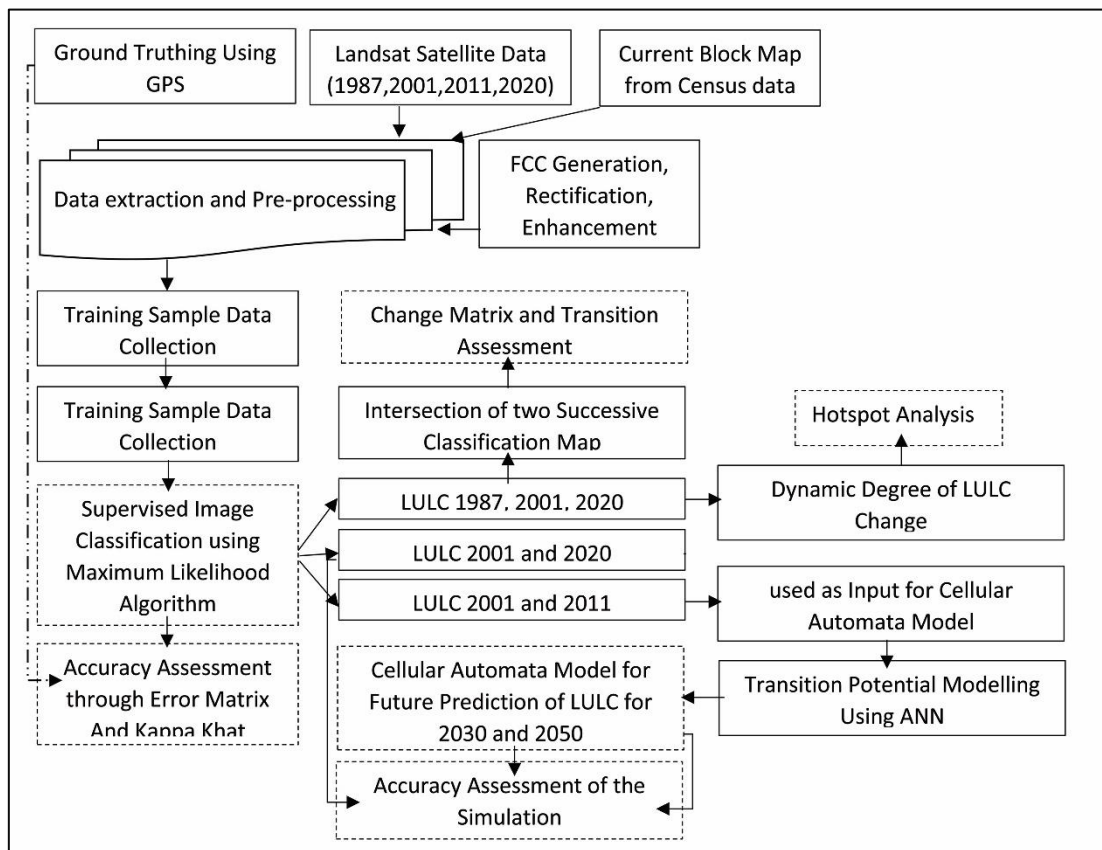 Ground Truthing Using
GPS
Landsat Satellite Data
(1987,2001,2011,2020)
Current Block Map
from Census data
Data extraction and Pre-processing
FCC Generation,
Rectification,
Enhancement
Training Sample Data
Collection
Training Sample Data
Collection
Supervised Image
Classification using
Maximum Likelihood
Algorithm
Accuracy Assessment
through Error Matrix
And Kappa Khat
Change Matrix and Transition
Assessment
Intersection of two Successive
Classification Map
LULC 1987, 2001, 2020
LULC 2001 and 2020
LULC 2001 and 2011
Hotspot Analysis
Dynamic Degree of LULC
Change
used as Input for Cellular
Automata Model
Transition Potential Modelling
Using ANN
Cellular Automata Model for
Future Prediction of LULC for
2030 and 2050
Accuracy Assessment of the
Simulation